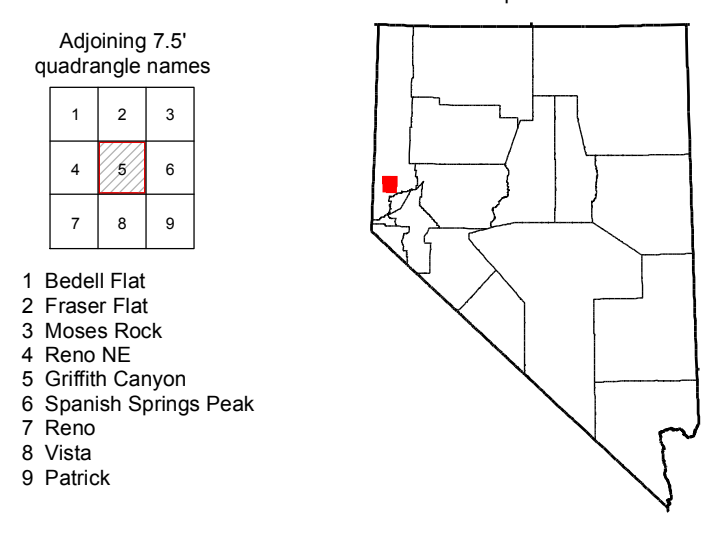 Adjoining 7.5'
quadrangle names
1 2 3
4 5 6
7 8 9
1 Bedell Flat
2 Fraser Flat
3 Moses Rock
4 Reno NE
5 Griffith Canyon
6 Spanish Springs Peak
7 Reno
8 Vista
9 Patrick